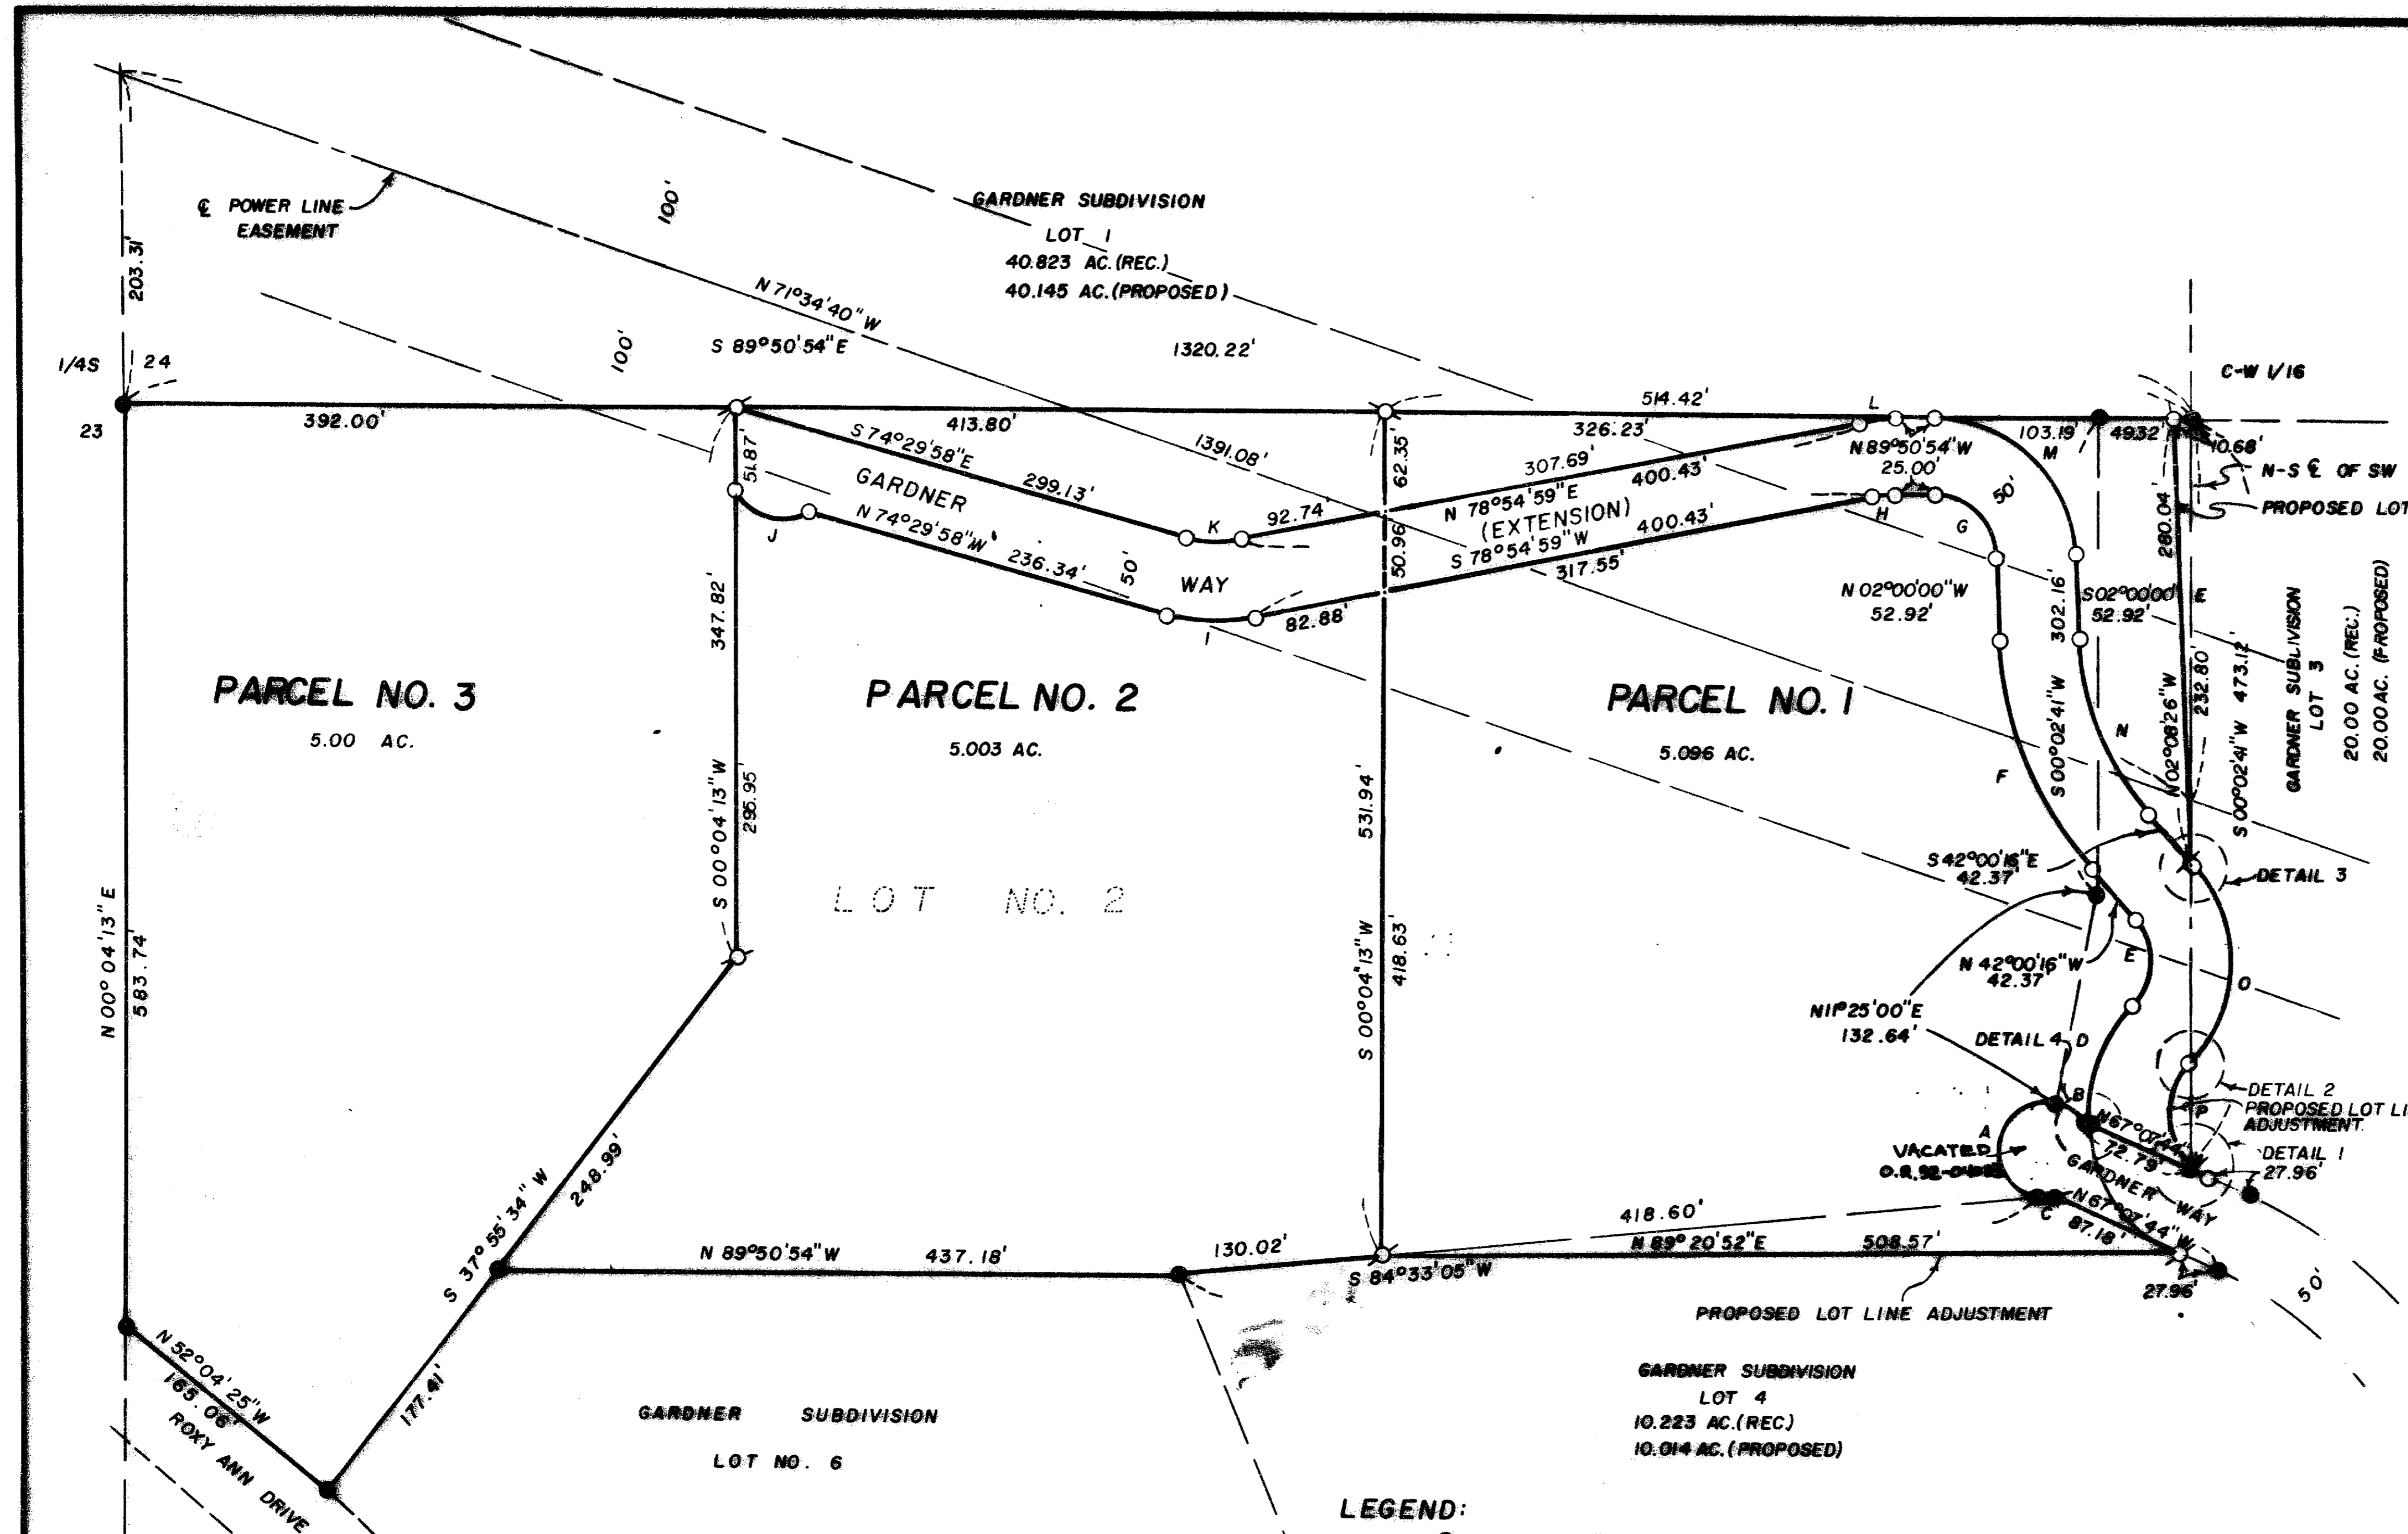 GARDNER SUBDIVISION
LOT 1
40.823 AC. (REC.)
40.145 AC. (PROPOSED)
℄ POWER LINE
EASEMENT
100'
100'
203.31'
N 71°34'40" W
S 89°50'54" E
1320.22'
1391.08'
1/4S
24
23
392.00'
413.80'
514.42'
326.23'
L
C-W 1/16
103.19'
49.32'
10.68'
N-S ℄ OF SW
PROPOSED LOT
N 89°50'54" W
25.00'
M
50'
H
G
51.87'
S 74°29'58" E
299.13'
GARDNER
N 74°29'58" W
236.34'
J
50'
WAY
K
I
92.74'
82.88'
62.35'
50.96'
307.69'
400.43'
N 78°54'59" E
(EXTENSION)
S 78°54'59" W
400.43'
317.55'
N 02°00'00" W
52.92'
S 02°00'00" E
52.92'
302.16'
S 00°02'41" W
280.04'
N 02°08'26" W
232.80'
S 00°02'41" W 473.12'
GARDNER SUBLIVISION
LOT 3
20.00 AC. (REC.)
20.00 AC. (PROPOSED)
PARCEL NO. 3
5.00 AC.
PARCEL NO. 2
5.003 AC.
PARCEL NO. 1
5.096 AC.
347.82'
S 00°04'13" W
295.95'
LOT NO. 2
531.94'
S 00°04'13" W
418.63'
N 00°04'13" E
583.74'
F
N
S 42°00'16" E
42.37'
DETAIL 3
N 42°00'16" W
42.37'
E
O
N 11°25'00" E
132.64'
DETAIL 4
D
B
A
C
P
VACATED
DETAIL 2
PROPOSED LOT LI
ADJUSTMENT
DETAIL 1
27.96'
N 67°07'44" W
72.79'
GARDNER WAY
N 67°07'44" W
87.18'
27.96'
50'
S 37°55'34" W
248.99'
177.41'
N 89°50'54" W
437.18'
130.02'
S 84°33'05" W
418.60'
N 89°20'52" E
508.57'
PROPOSED LOT LINE ADJUSTMENT
N 52°04'25" W
165.06'
ROXY ANN DRIVE
GARDNER SUBDIVISION
LOT NO. 6
GARDNER SUBDIVISION
LOT 4
10.223 AC. (REC.)
10.014 AC. (PROPOSED)
LEGEND: